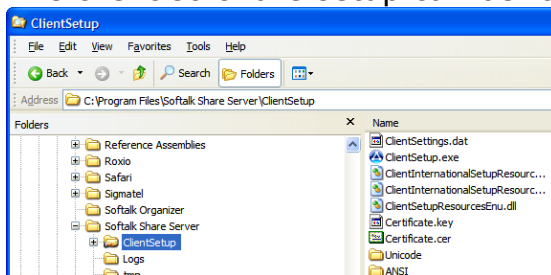 ClientSetup
File Edit View Favorites Tools Help
Back Search Folders
Address C:\Program Files\Softalk Share Server\ClientSetup
Folders
Reference Assemblies
Roxio
Safari
Sigmatel
Softalk Organizer
Softalk Share Server
ClientSetup
Logs
tmp
Name
ClientSettings.dat
ClientSetup.exe
ClientInternationalSetupResourc...
ClientInternationalSetupResourc...
ClientSetupResourcesEnu.dll
Certificate.key
Certificate.cer
Unicode
ANSI